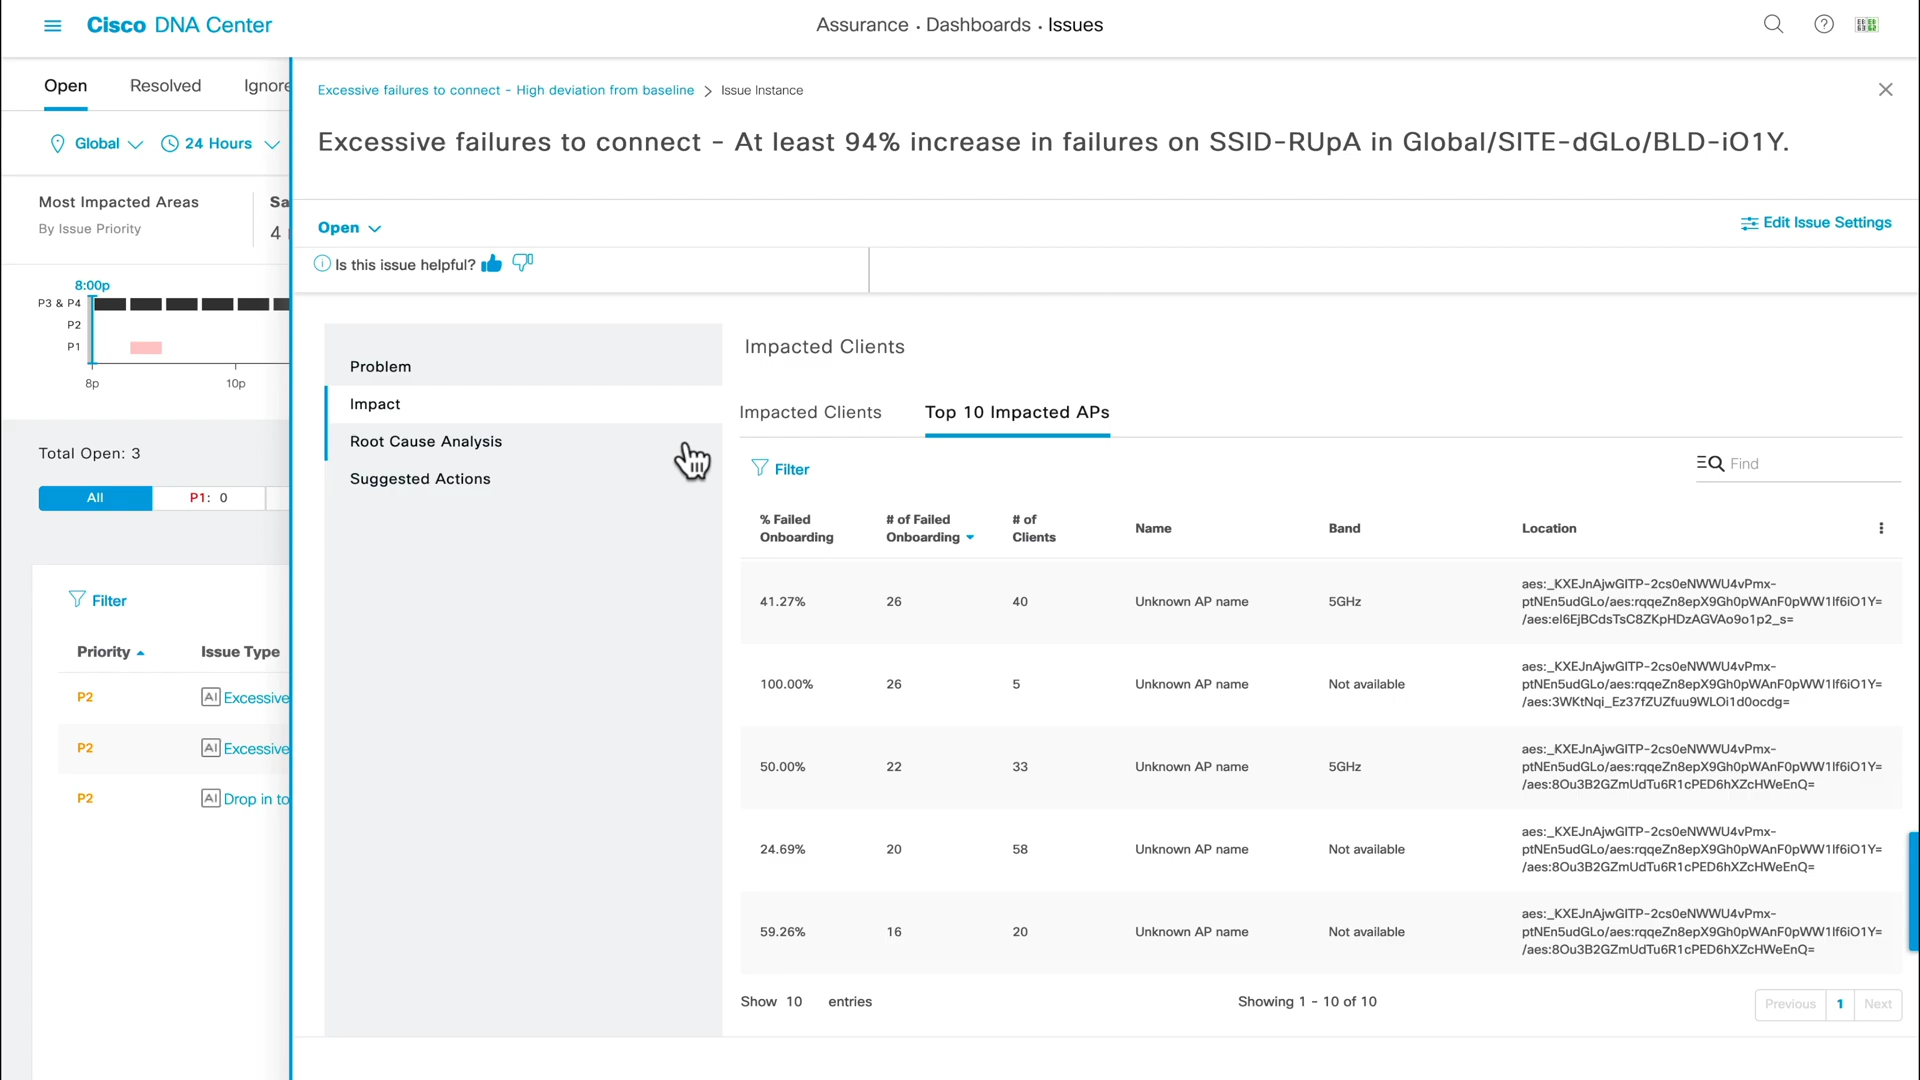 Cisco DNA Center
Assurance · Dashboards · Issues
Open Resolved Ignore
Global 24 Hours
Most Impacted Areas
By Issue Priority
Sa
4
8:00p
P3 & P4
P2
P1
8p 10p
Total Open: 3
All P1: 0
Filter
Priority Issue Type
P2 AI Excessive
P2 AI Excessive
P2 AI Drop in to
Excessive failures to connect - High deviation from baseline > Issue Instance
Excessive failures to connect - At least 94% increase in failures on SSID-RUpA in Global/SITE-dGLo/BLD-iO1Y.
Open
Edit Issue Settings
Is this issue helpful?
Problem
Impact
Root Cause Analysis
Suggested Actions
Impacted Clients
Impacted Clients Top 10 Impacted APs
Filter
Find
% Failed Onboarding # of Failed Onboarding # of Clients Name Band Location
41.27% 26 40 Unknown AP name 5GHz aes:_KXEJnAjwGITP-2cs0eNWWU4vPmx-
ptNEn5udGLo/aes:rqqeZn8epX9Gh0pWAnF0pWW1If6iO1Y=
/aes:el6EjBCdsTsC8ZKpHDzAGVAo9o1p2_s=
100.00% 26 5 Unknown AP name Not available aes:_KXEJnAjwGITP-2cs0eNWWU4vPmx-
ptNEn5udGLo/aes:rqqeZn8epX9Gh0pWAnF0pWW1If6iO1Y=
/aes:3WKtNqi_Ez37fZUZfuu9WLOi1d0ocdg=
50.00% 22 33 Unknown AP name 5GHz aes:_KXEJnAjwGITP-2cs0eNWWU4vPmx-
ptNEn5udGLo/aes:rqqeZn8epX9Gh0pWAnF0pWW1If6iO1Y=
/aes:8Ou3B2GZmUdTu6R1cPED6hXZcHWeEnQ=
24.69% 20 58 Unknown AP name Not available aes:_KXEJnAjwGITP-2cs0eNWWU4vPmx-
ptNEn5udGLo/aes:rqqeZn8epX9Gh0pWAnF0pWW1If6iO1Y=
/aes:8Ou3B2GZmUdTu6R1cPED6hXZcHWeEnQ=
59.26% 16 20 Unknown AP name Not available aes:_KXEJnAjwGITP-2cs0eNWWU4vPmx-
ptNEn5udGLo/aes:rqqeZn8epX9Gh0pWAnF0pWW1If6iO1Y=
/aes:8Ou3B2GZmUdTu6R1cPED6hXZcHWeEnQ=
Show 10 entries
Showing 1 - 10 of 10
Previous 1 Next